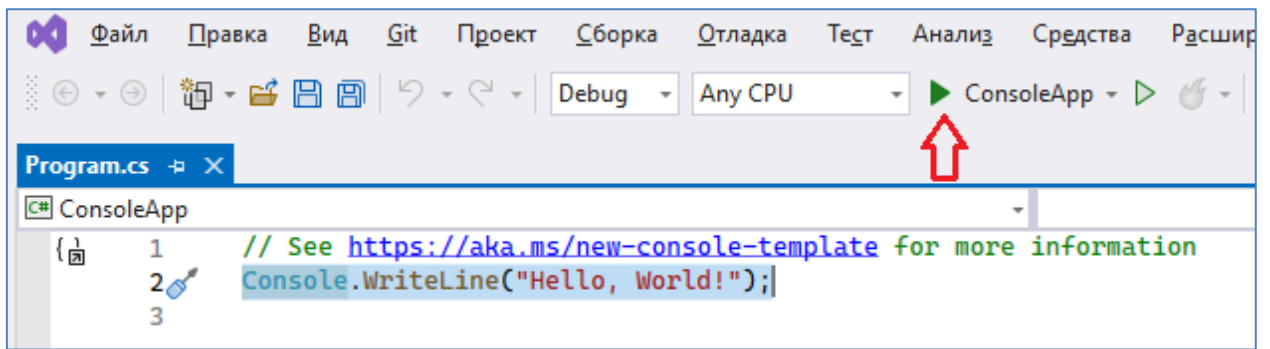 Файл Правка Вид Git Проект Сборка Отладка Тест Анализ Средства Расшир
Debug Any CPU ConsoleApp
Program.cs
C# ConsoleApp
1 // See https://aka.ms/new-console-template for more information
2 Console.WriteLine("Hello, World!");
3